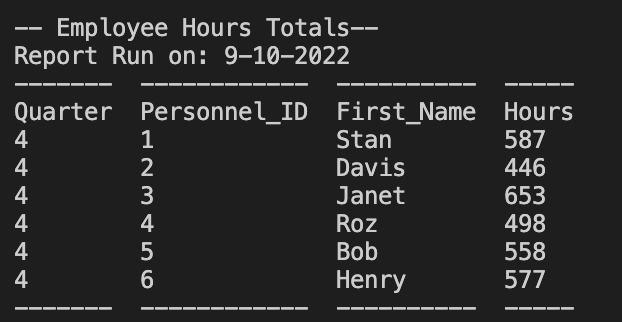 -- Employee Hours Totals--
Report Run on: 9-10-2022
-------  ------------  ----------  -----
Quarter  Personnel_ID  First_Name  Hours
4        1             Stan        587
4        2             Davis       446
4        3             Janet       653
4        4             Roz         498
4        5             Bob         558
4        6             Henry       577
-------  ------------  ----------  -----